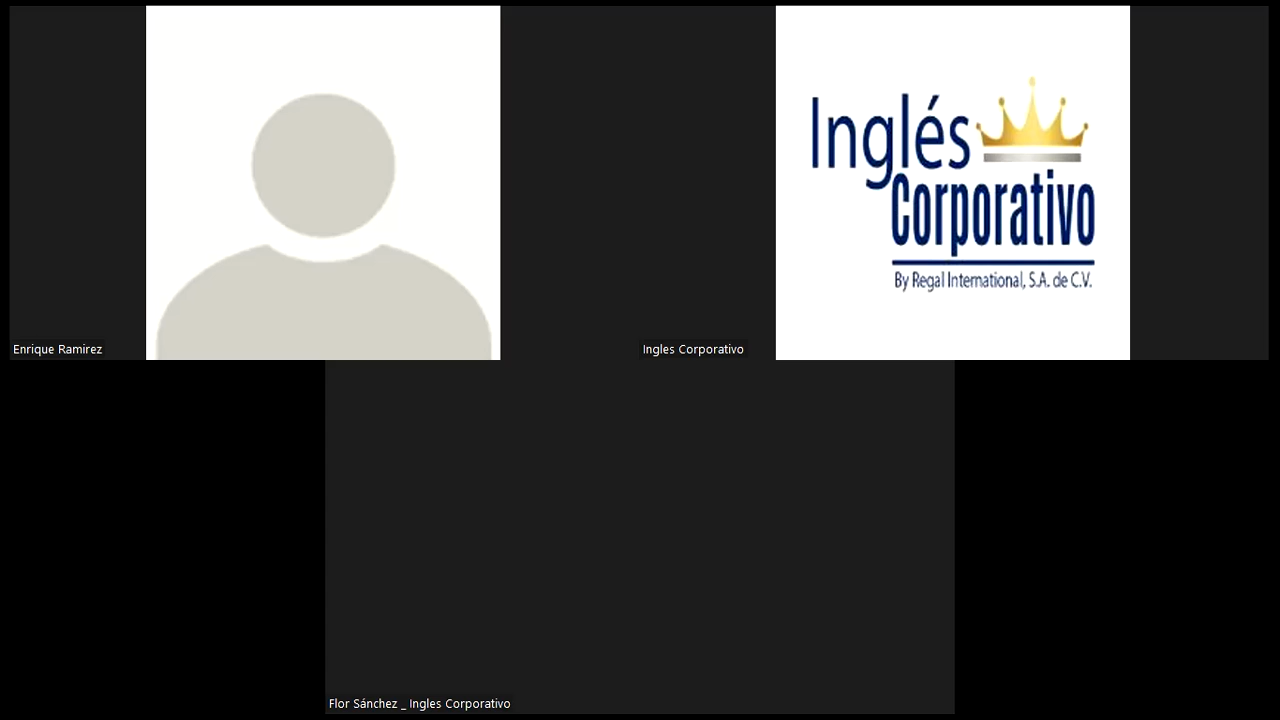 Inglés
Corporativo
By Regal International, S.A. de C.V.
Enrique Ramirez
Ingles Corporativo
Flor Sánchez _ Ingles Corporativo